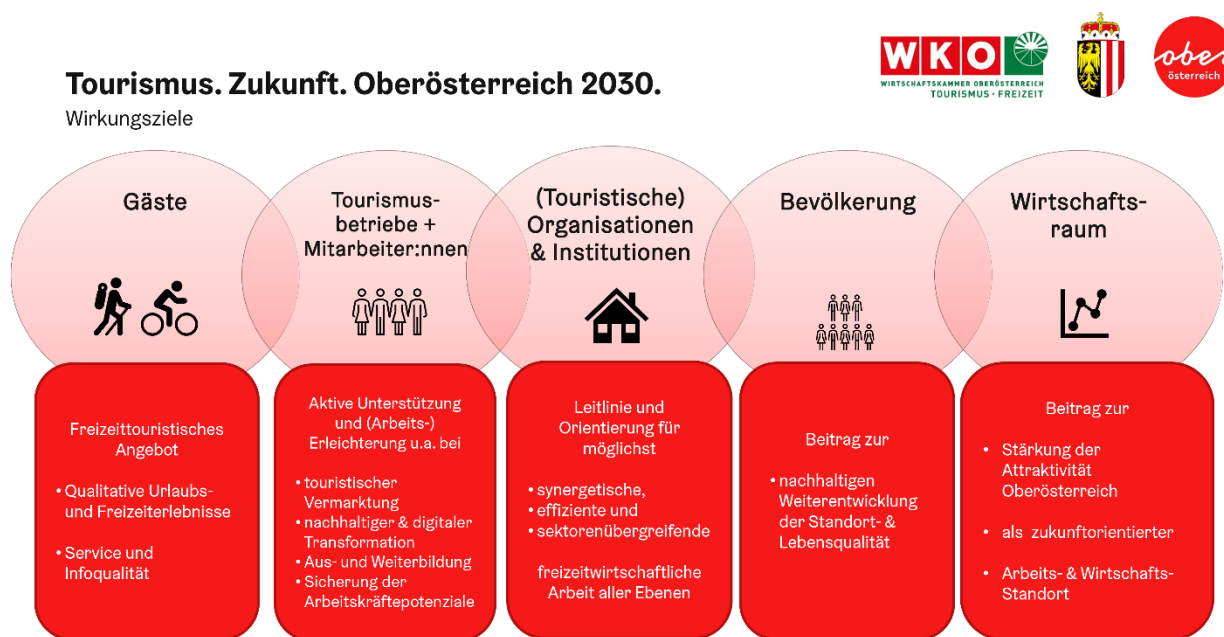 Tourismus. Zukunft. Oberösterreich 2030.
Wirkungsziele
WKO
WIRTSCHAFTSKAMMER OBERÖSTERREICH
TOURISMUS · FREIZEIT
ober
österreich
Gäste
Freizeittouristisches
Angebot
• Qualitative Urlaubs-
und Freizeiterlebnisse
• Service und
Infoqualität
Tourismus-
betriebe +
Mitarbeiter:nnen
Aktive Unterstützung
und (Arbeits-)
Erleichterung u.a. bei
• touristischer
Vermarktung
• nachhaltiger & digitaler
Transformation
• Aus- und Weiterbildung
• Sicherung der
Arbeitskräftepotenziale
(Touristische)
Organisationen
& Institutionen
Leitlinie und
Orientierung für
möglichst
• synergetische,
• effiziente und
• sektorenübergreifende
freizeitwirtschaftliche
Arbeit aller Ebenen
Bevölkerung
Beitrag zur
• nachhaltigen
Weiterentwicklung
der Standort- &
Lebensqualität
Wirtschafts-
raum
Beitrag zur
• Stärkung der
Attraktivität
Oberösterreich
• als zukunftorientierter
• Arbeits- & Wirtschafts-
Standort